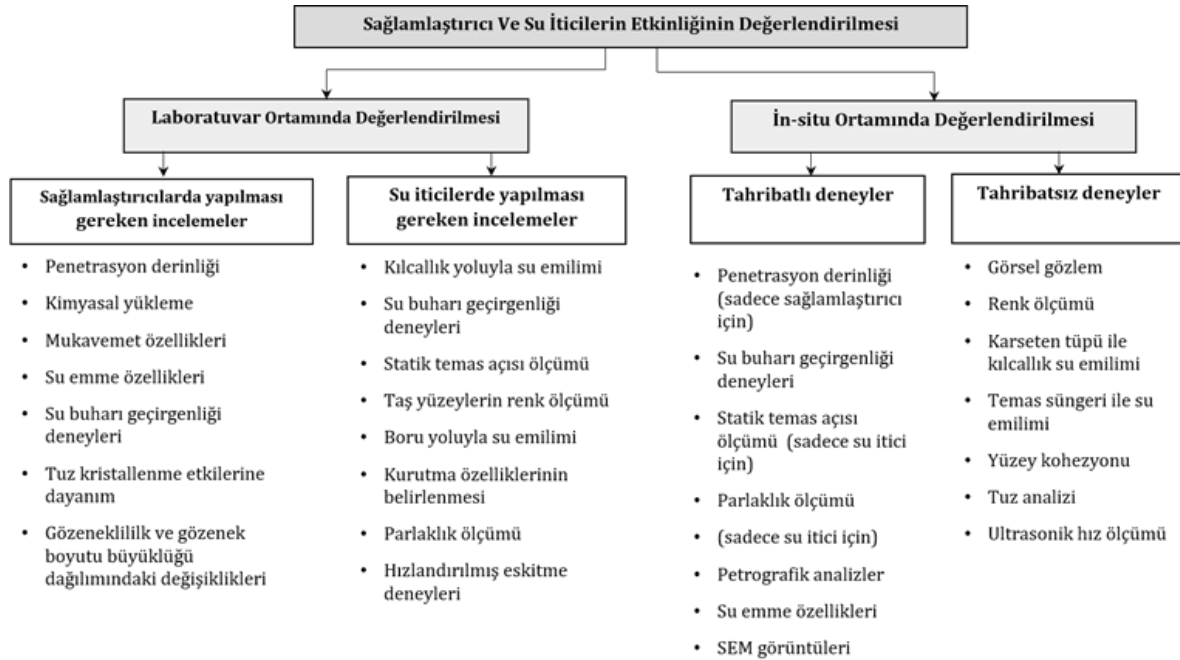 Sağlamlaştırıcı Ve Su İticilerin Etkinliğinin Değerlendirilmesi
Laboratuvar Ortamında Değerlendirilmesi
İn-situ Ortamında Değerlendirilmesi
Sağlamlaştırıcılarda yapılması
gereken incelemeler
Su iticilerde yapılması
gereken incelemeler
Tahribatlı deneyler
Tahribatsız deneyler
• Penetrasyon derinliği
• Kimyasal yükleme
• Mukavemet özellikleri
• Su emme özellikleri
• Su buharı geçirgenliği
deneyleri
• Tuz kristallenme etkilerine
dayanım
• Gözeneklililk ve gözenek
boyutu büyüklüğü
dağılımındaki değişiklikleri
• Kılcallık yoluyla su emilimi
• Su buharı geçirgenliği
deneyleri
• Statik temas açısı ölçümü
• Taş yüzeylerin renk ölçümü
• Boru yoluyla su emilimi
• Kurutma özelliklerinin
belirlenmesi
• Parlaklık ölçümü
• Hızlandırılmış eskitme
deneyleri
• Penetrasyon derinliği
(sadece sağlamlaştırıcı
için)
• Su buharı geçirgenliği
deneyleri
• Statik temas açısı
ölçümü (sadece su itici
için)
• Parlaklık ölçümü
• (sadece su itici için)
• Petrografik analizler
• Su emme özellikleri
• SEM görüntüleri
• Görsel gözlem
• Renk ölçümü
• Karseten tüpü ile
kılcallık su emilimi
• Temas süngeri ile su
emilimi
• Yüzey kohezyonu
• Tuz analizi
• Ultrasonik hız ölçümü